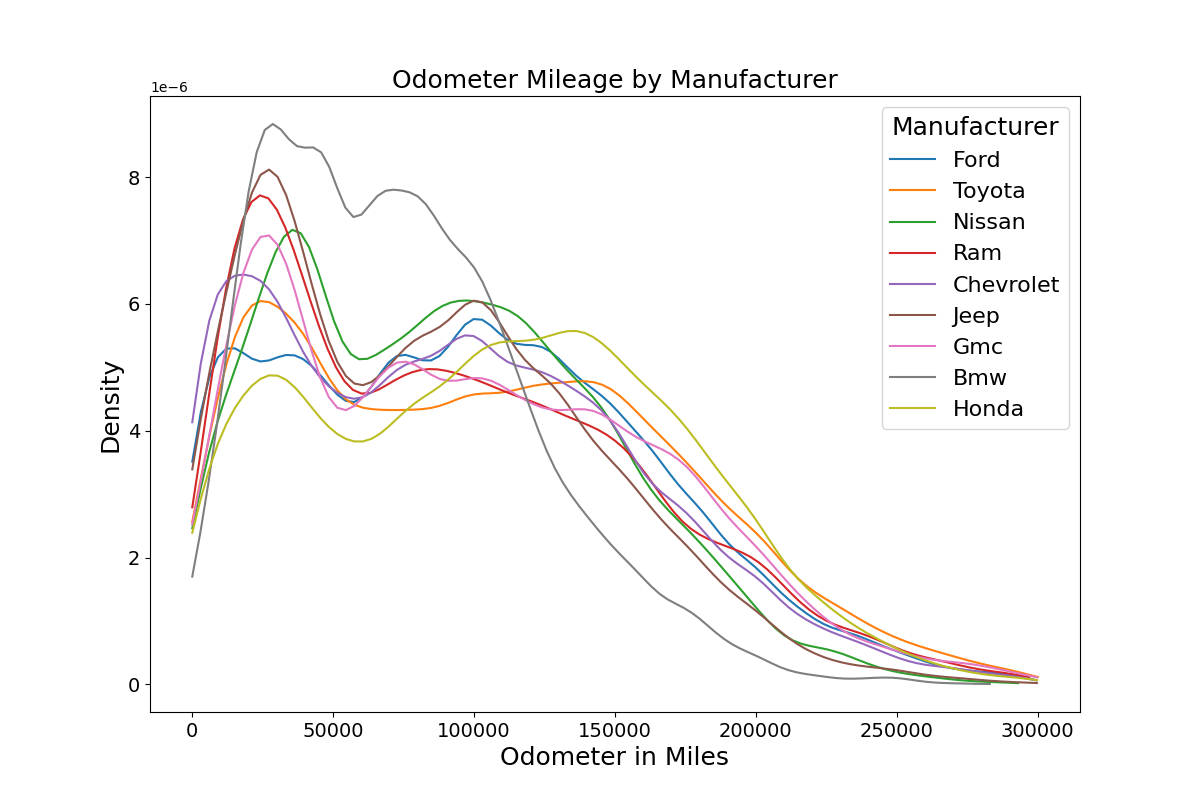 Odometer Mileage by Manufacturer
1e−6
Manufacturer
Ford
Toyota
Nissan
Ram
Chevrolet
Jeep
Gmc
Bmw
Honda
Density
8
6
4
2
0
0 50000 100000 150000 200000 250000 300000
Odometer in Miles